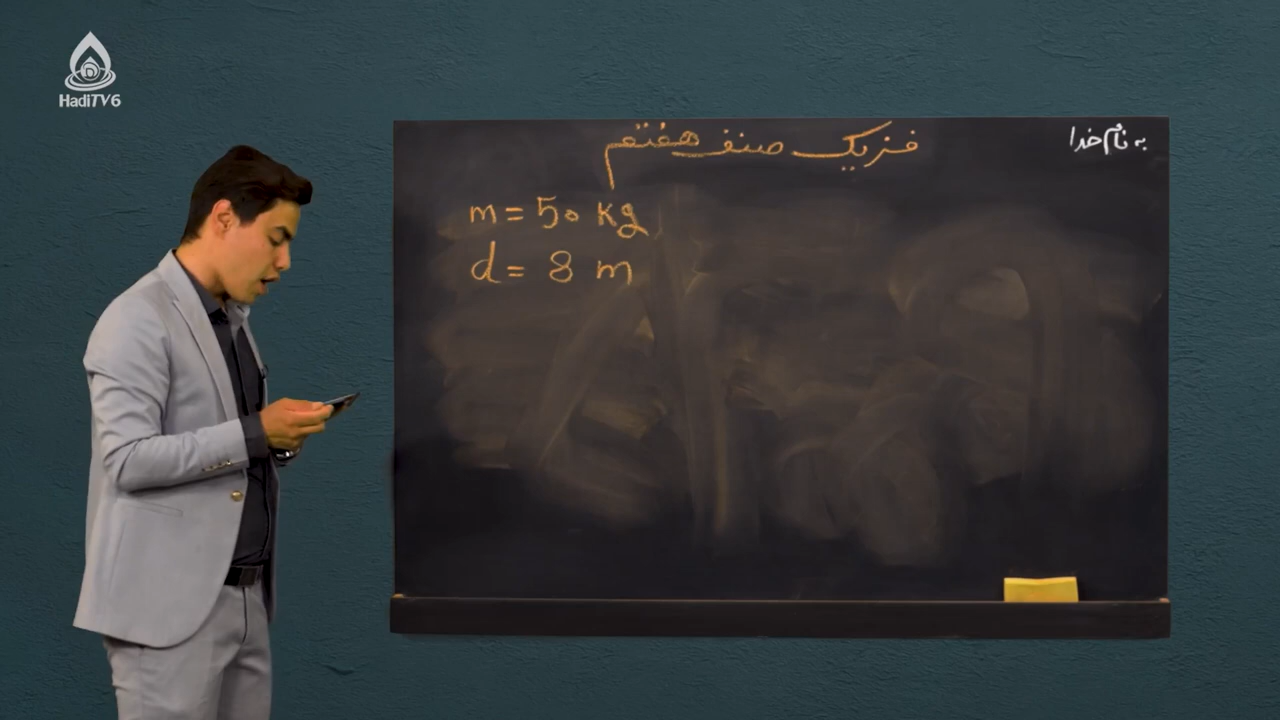 HadiTV6
به نام خدا
فزیک صنف هفتم
m = 50 kg
d = 8 m